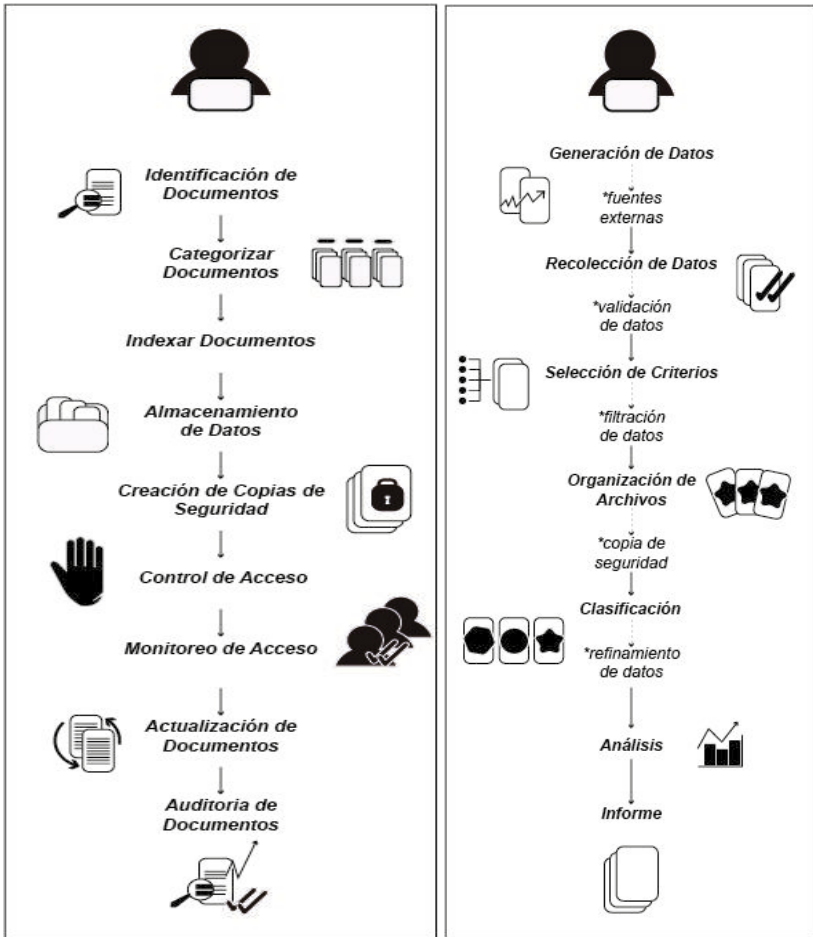 Identificación de
Documentos
Categorizar
Documentos
Indexar Documentos
Almacenamiento
de Datos
Creación de Copias de
Seguridad
Control de Acceso
Monitoreo de Acceso
Actualización de
Documentos
Auditoria de
Documentos
Generación de Datos
*fuentes
externas
Recolección de Datos
*validación
de datos
Selección de Criterios
*filtración
de datos
Organización de
Archivos
*copia de
seguridad
Clasificación
*refinamiento
de datos
Análisis
Informe